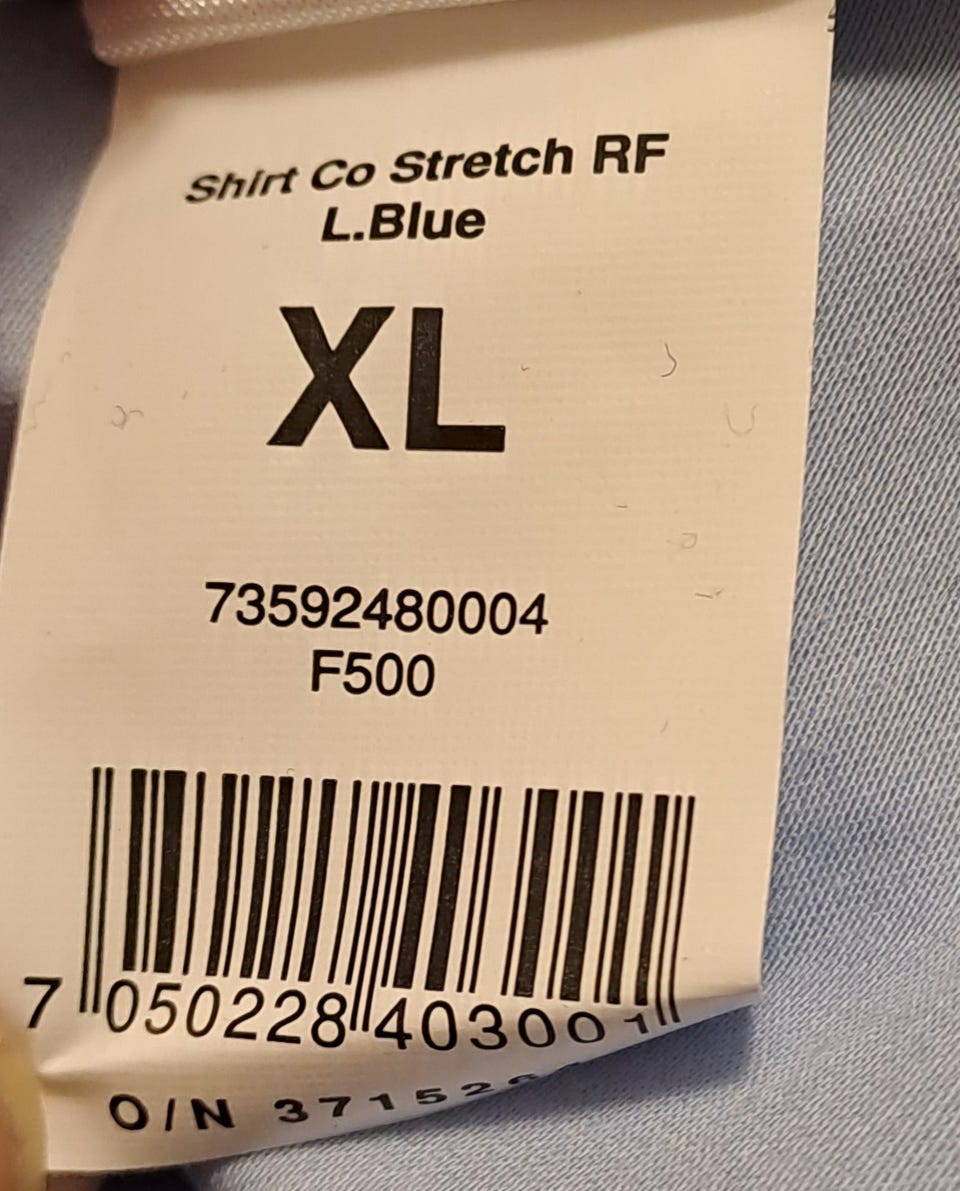 Shirt Co Stretch RF
L.Blue
XL
73592480004
F500
7 050228 403001
O/N